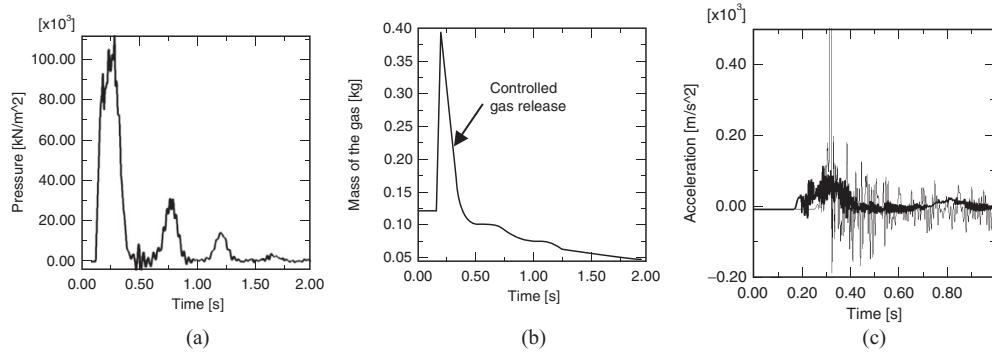 [x10³]
Pressure [kN/m^2]
100.00
80.00
60.00
40.00
20.00
0.00
0.00 0.50 1.00 1.50 2.00
Time [s]
(a)
Mass of the gas [kg]
0.40
0.35
0.30
0.25
0.20
0.15
0.10
0.05
Controlled
gas release
0.00 0.50 1.00 1.50 2.00
Time [s]
(b)
[x10³]
Acceleration [m/s^2]
0.40
0.20
0.00
−0.20
0.00 0.20 0.40 0.60 0.80
Time [s]
(c)